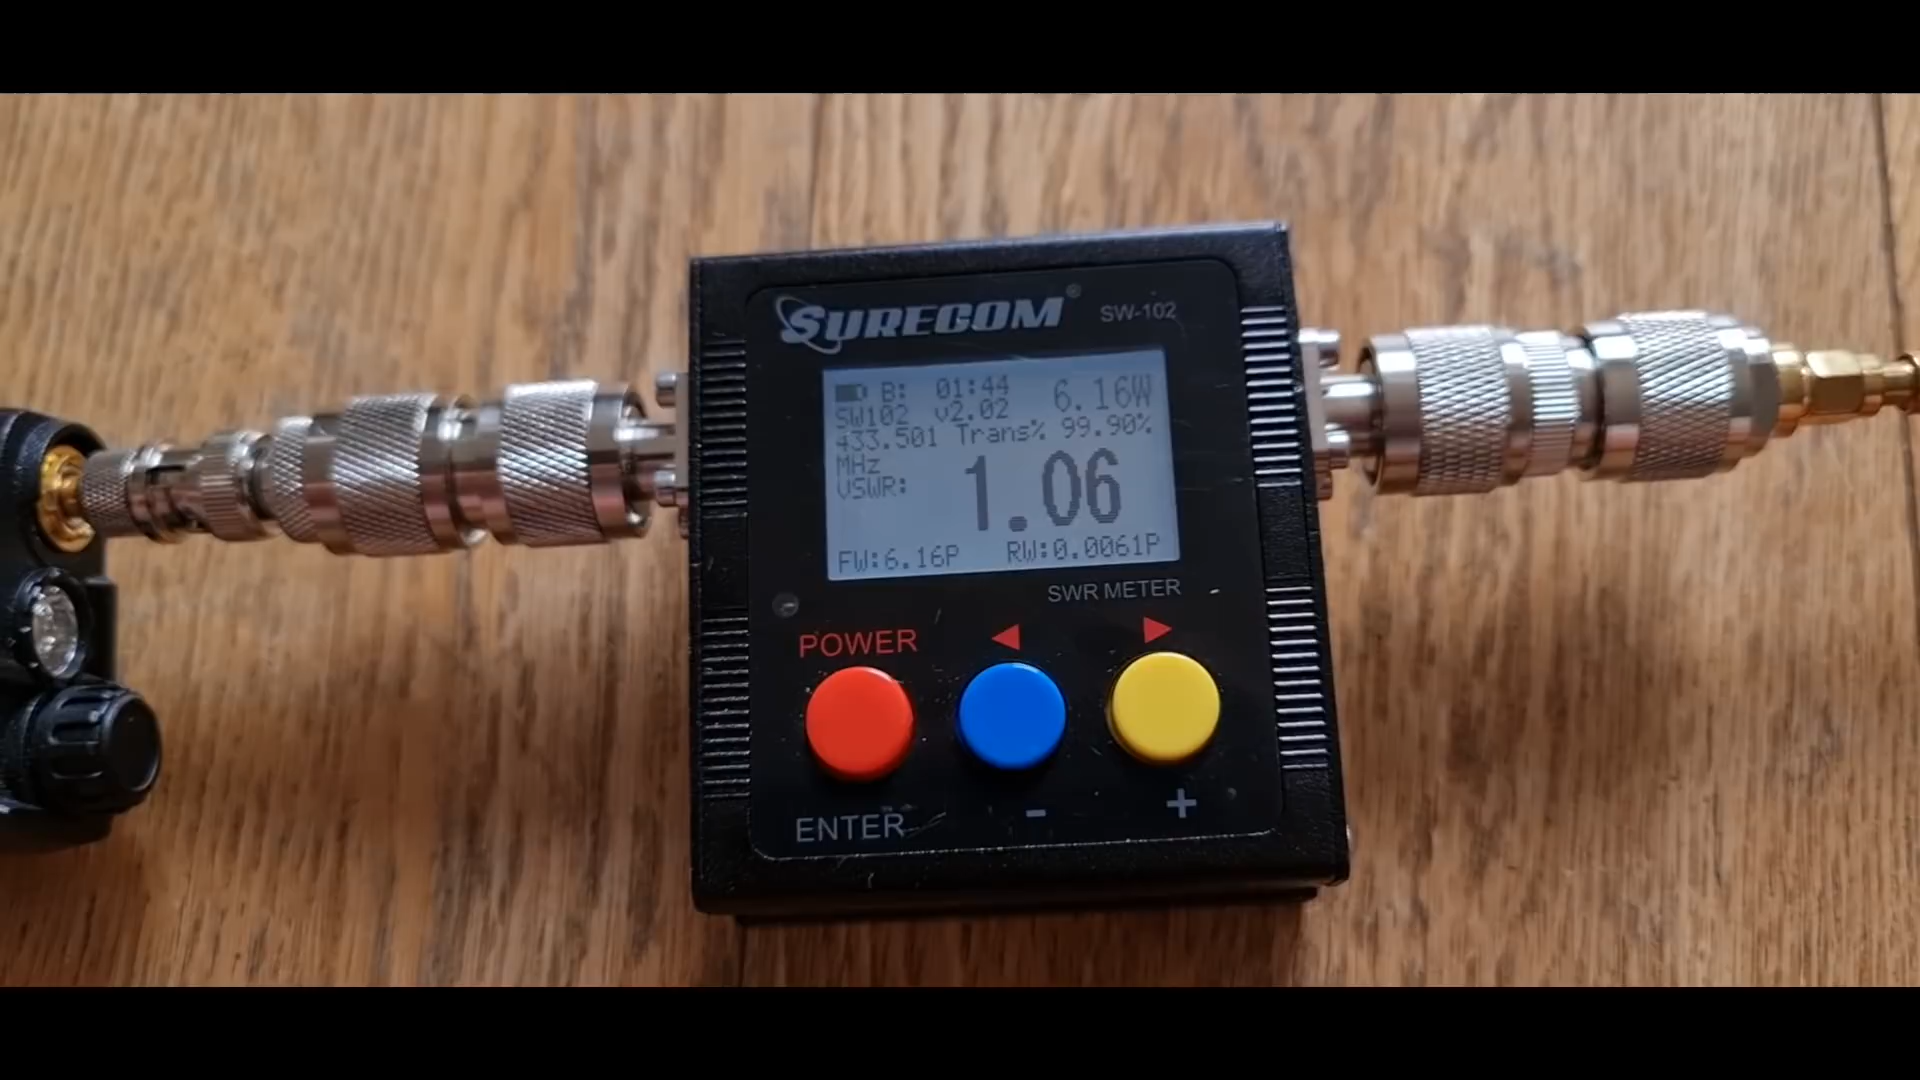 SURECOM® SW-102
B: 01:44 6.16W
SW102 v2.02
433.501 Trans% 99.90%
MHz
VSWR: 1.06
FW:6.16P RW:0.0061P
SWR METER
POWER ◀ ▶
ENTER - +